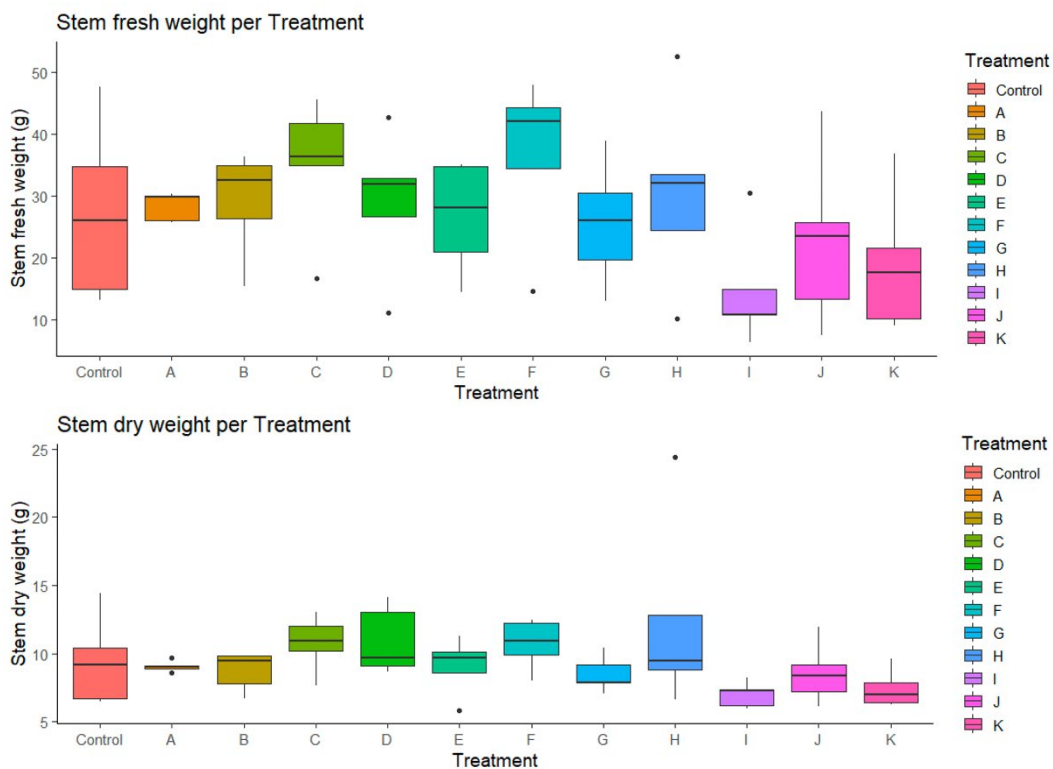 Stem fresh weight per Treatment
Stem fresh weight (g)
50
40
30
20
10
Control A B C D E F G H I J K
Treatment
Treatment
Control
A
B
C
D
E
F
G
H
I
J
K
Stem dry weight per Treatment
Stem dry weight (g)
25
20
15
10
5
Control A B C D E F G H I J K
Treatment
Treatment
Control
A
B
C
D
E
F
G
H
I
J
K